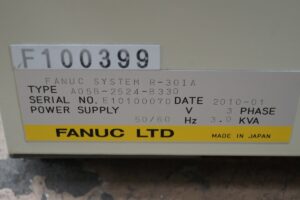 F100399
FANUC SYSTEM R-30IA
TYPE A05B-2524-B330
SERIAL NO. E10100070 DATE 2010-01
POWER SUPPLY V 3 PHASE
50/60 Hz 3.0 KVA
FANUC LTD MADE IN JAPAN